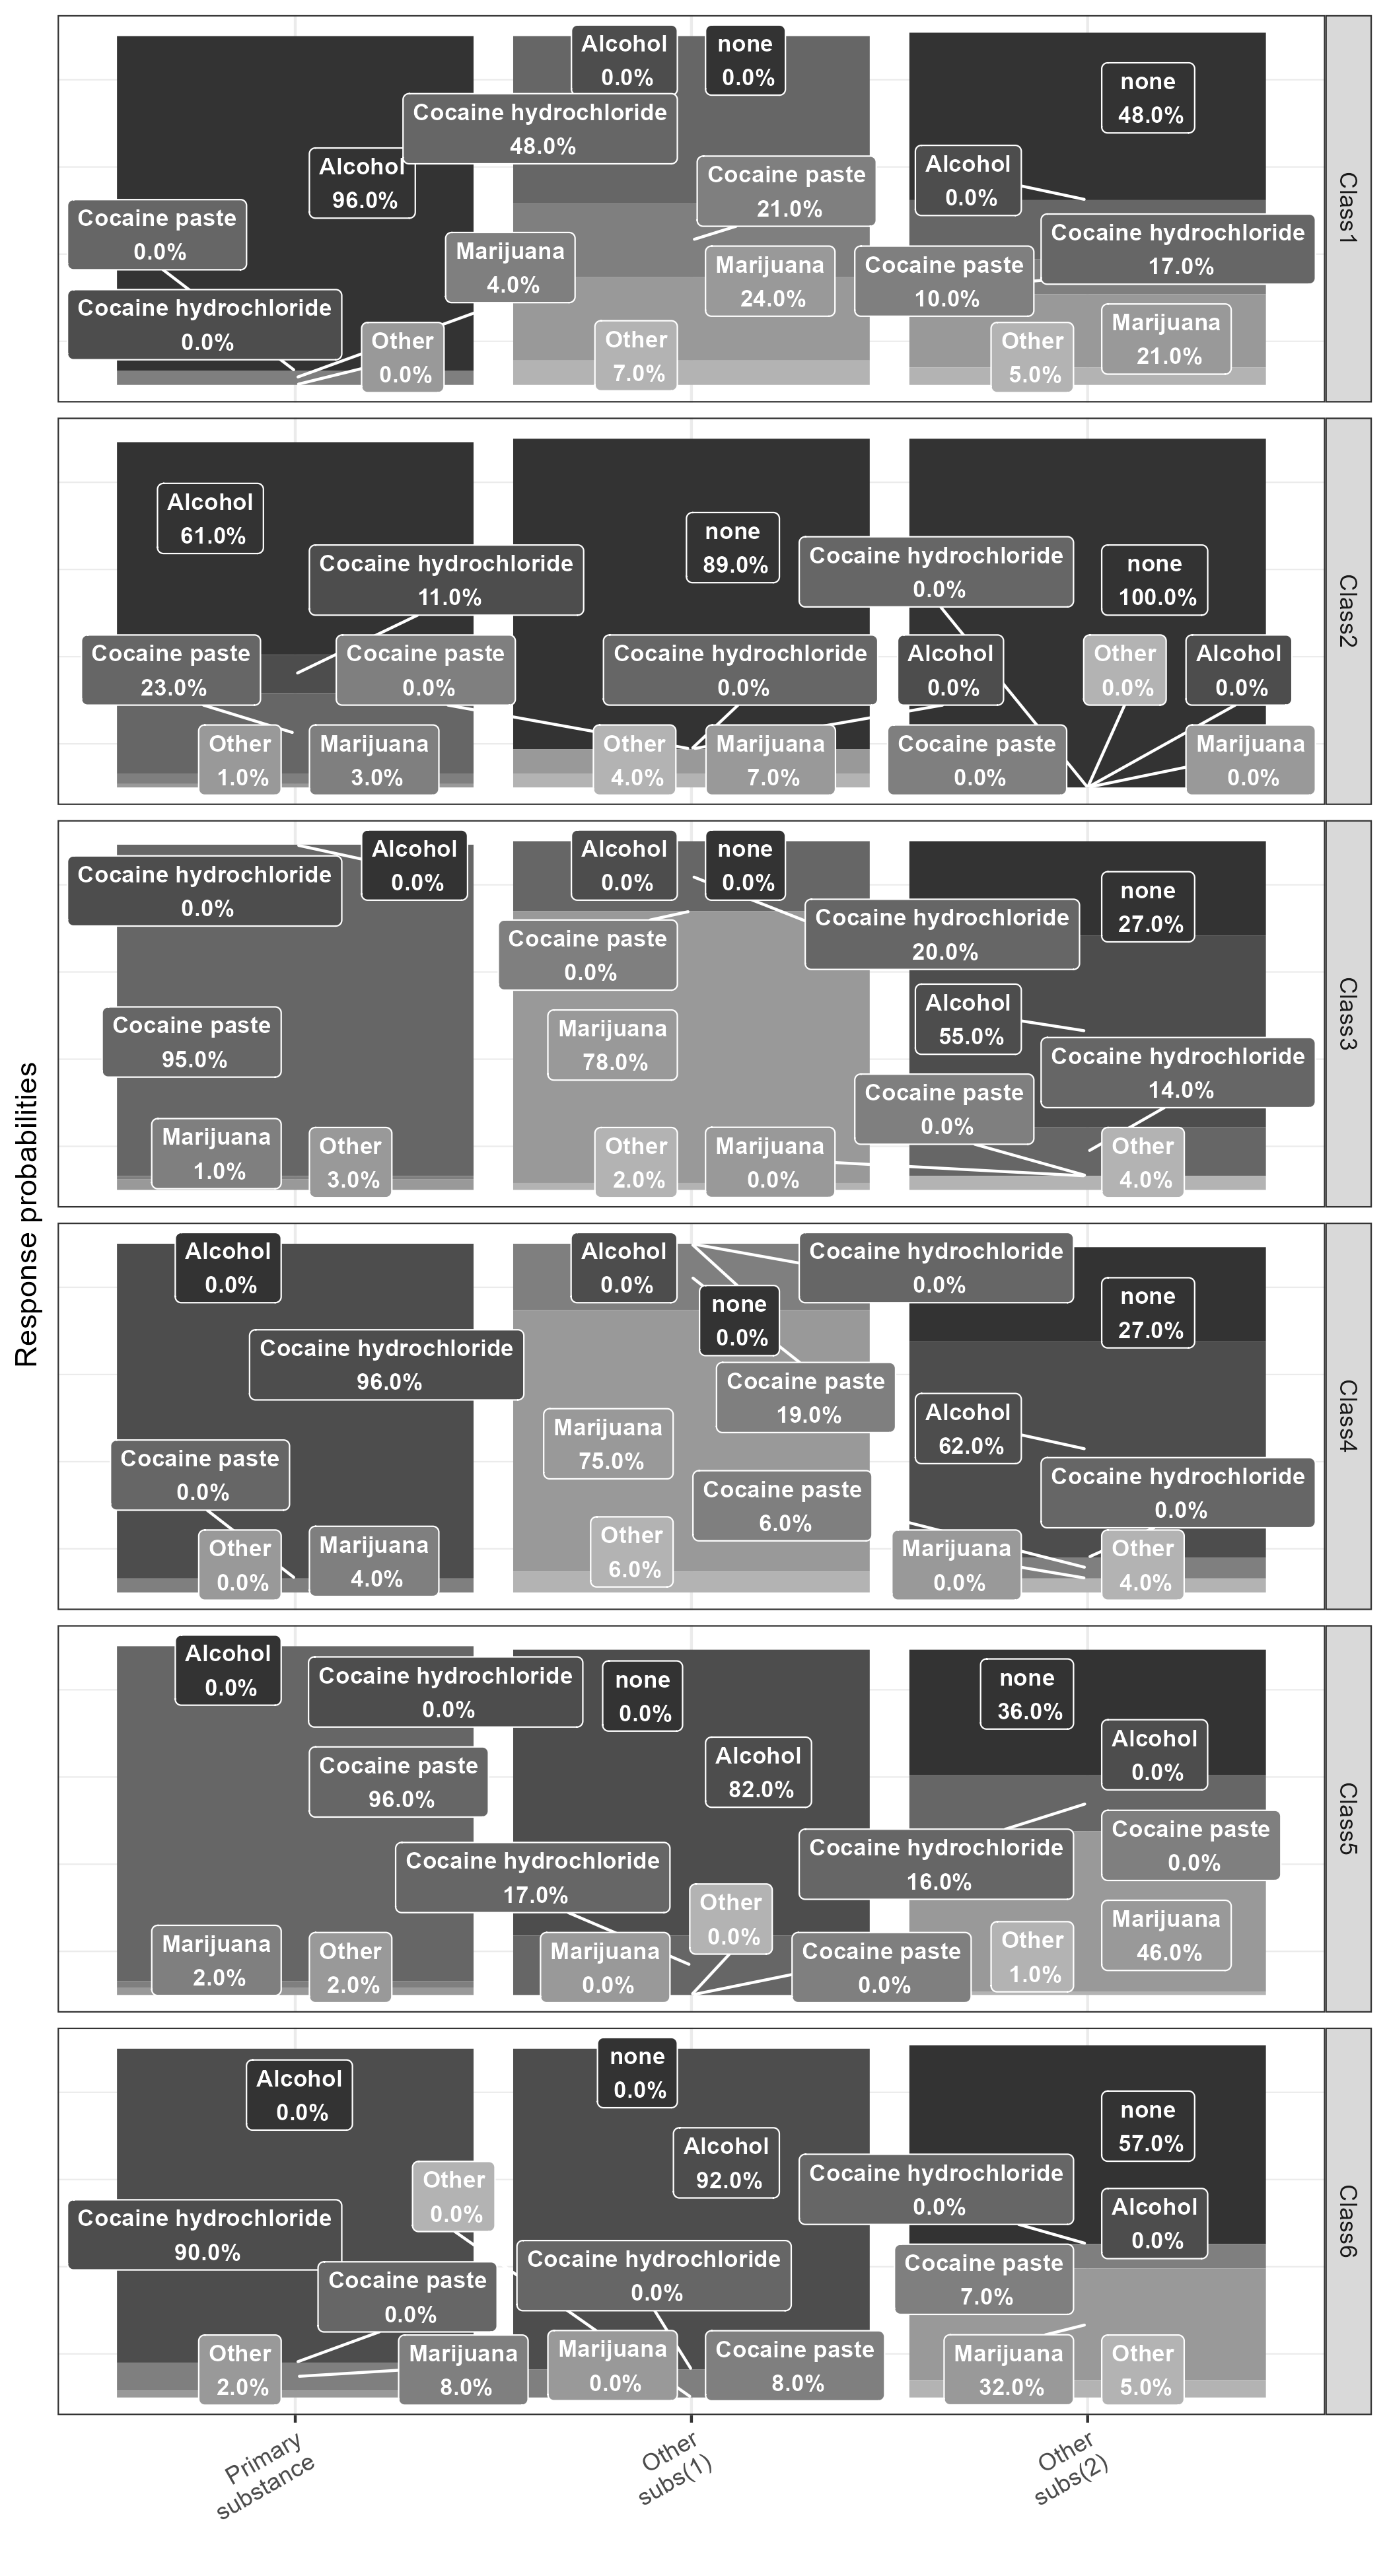 Response probabilities
Class1
Alcohol
96.0%
Cocaine paste
0.0%
Cocaine hydrochloride
0.0%
Marijuana
4.0%
Other
0.0%
Alcohol
0.0%
none
0.0%
Cocaine hydrochloride
48.0%
Cocaine paste
21.0%
Marijuana
24.0%
Other
7.0%
none
48.0%
Alcohol
0.0%
Cocaine hydrochloride
17.0%
Cocaine paste
10.0%
Marijuana
21.0%
Other
5.0%
Class2
Alcohol
61.0%
Cocaine hydrochloride
11.0%
Cocaine paste
23.0%
Other
1.0%
Marijuana
3.0%
none
89.0%
Cocaine paste
0.0%
Cocaine hydrochloride
0.0%
Alcohol
0.0%
Other
4.0%
Marijuana
7.0%
Cocaine hydrochloride
0.0%
none
100.0%
Other
0.0%
Alcohol
0.0%
Cocaine paste
0.0%
Marijuana
0.0%
Class3
Alcohol
0.0%
Cocaine hydrochloride
0.0%
Cocaine paste
95.0%
Marijuana
1.0%
Other
3.0%
Alcohol
0.0%
none
0.0%
Cocaine hydrochloride
20.0%
Cocaine paste
0.0%
Marijuana
78.0%
Other
2.0%
Marijuana
0.0%
none
27.0%
Alcohol
55.0%
Cocaine hydrochloride
14.0%
Cocaine paste
0.0%
Other
4.0%
Class4
Alcohol
0.0%
Cocaine hydrochloride
96.0%
Cocaine paste
0.0%
Other
0.0%
Marijuana
4.0%
Alcohol
0.0%
Cocaine hydrochloride
0.0%
none
0.0%
Cocaine paste
19.0%
Marijuana
75.0%
Cocaine paste
6.0%
Other
6.0%
none
27.0%
Alcohol
62.0%
Cocaine hydrochloride
0.0%
Marijuana
0.0%
Other
4.0%
Class5
Alcohol
0.0%
Cocaine hydrochloride
0.0%
Cocaine paste
96.0%
Marijuana
2.0%
Other
2.0%
none
0.0%
Alcohol
82.0%
Cocaine hydrochloride
17.0%
Other
0.0%
Marijuana
0.0%
Cocaine paste
0.0%
none
36.0%
Alcohol
0.0%
Cocaine hydrochloride
16.0%
Cocaine paste
0.0%
Marijuana
46.0%
Other
1.0%
Class6
Alcohol
0.0%
Other
0.0%
Cocaine hydrochloride
90.0%
Cocaine paste
0.0%
Other
2.0%
Marijuana
8.0%
none
0.0%
Alcohol
92.0%
Cocaine hydrochloride
0.0%
Marijuana
0.0%
Cocaine paste
8.0%
none
57.0%
Cocaine hydrochloride
0.0%
Alcohol
0.0%
Cocaine paste
7.0%
Marijuana
32.0%
Other
5.0%
Primary
substance
Other
subs(1)
Other
subs(2)